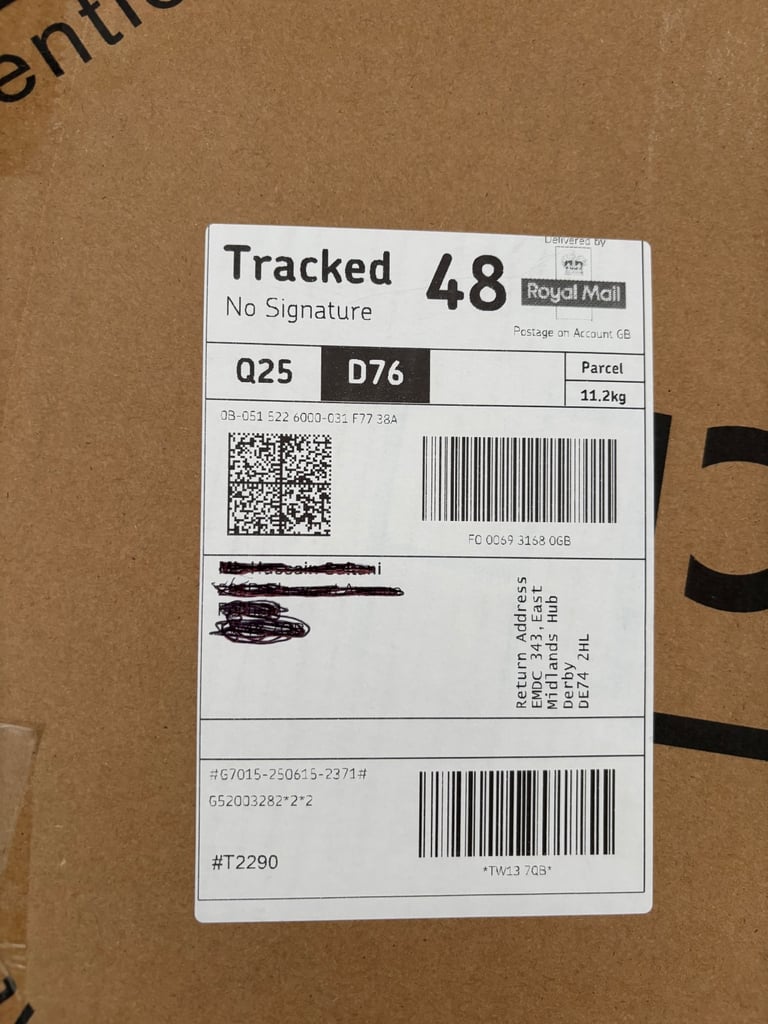 Tracked 48
No Signature
Delivered by
Royal Mail
Postage on Account GB
Q25 D76
Parcel
11.2kg
0B-051 522 6000-031 F77 38A
F0 0069 3168 0GB
Return Address
EMDC 343,East
Midlands Hub
Derby
DE74 2HL
#G7015-250615-2371#
G52003282*2*2
#T2290
*TW13 7QB*